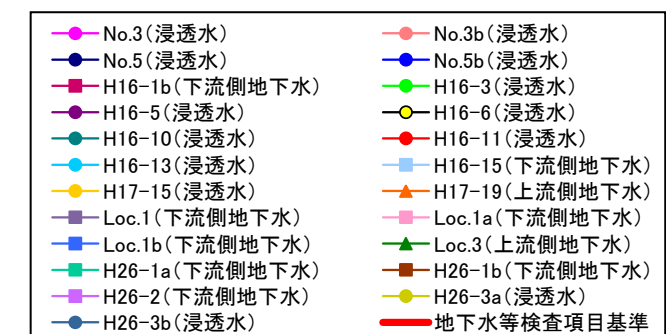 No.3(浸透水) No.3b(浸透水)
No.5(浸透水) No.5b(浸透水)
H16-1b(下流側地下水) H16-3(浸透水)
H16-5(浸透水) H16-6(浸透水)
H16-10(浸透水) H16-11(浸透水)
H16-13(浸透水) H16-15(下流側地下水)
H17-15(浸透水) H17-19(上流側地下水)
Loc.1(下流側地下水) Loc.1a(下流側地下水)
Loc.1b(下流側地下水) Loc.3(上流側地下水)
H26-1a(下流側地下水) H26-1b(下流側地下水)
H26-2(下流側地下水) H26-3a(浸透水)
H26-3b(浸透水) 地下水等検査項目基準